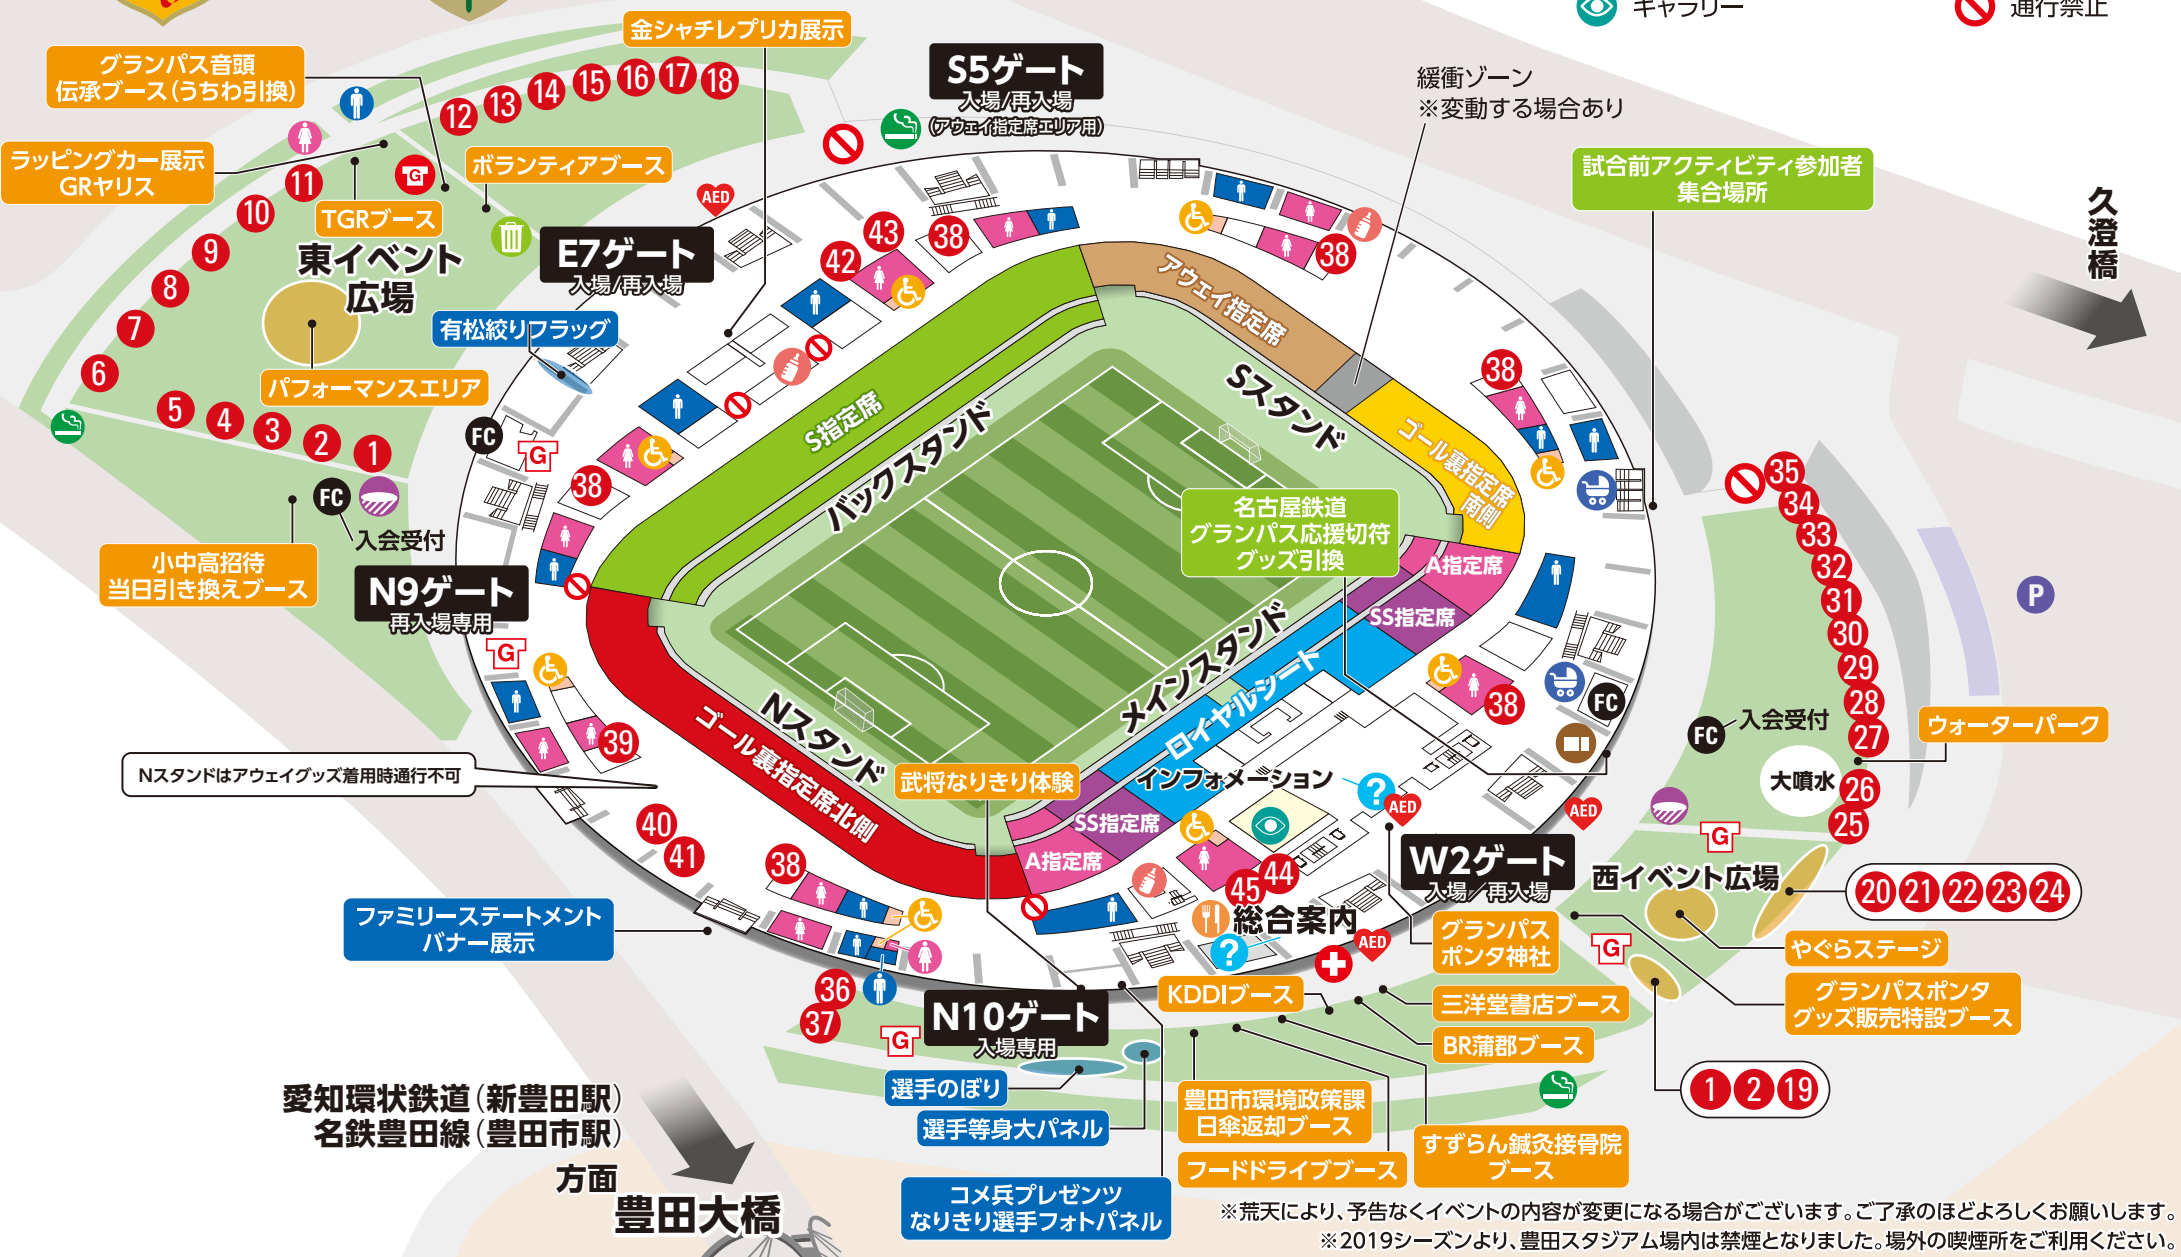 ギャラリー
通行禁止
金シャチレプリカ展示
グランパス音頭
伝承ブース(うちわ引換)
12 13 14 15 16 17 18
S5ゲート
入場/再入場
(アウェイ指定席エリア用)
緩衝ゾーン
※変動する場合あり
試合前アクティビティ参加者
集合場所
久澄橋
ラッピングカー展示
GRヤリス
ボランティアブース
G
11
10
9
8
7
6
TGRブース
AED
東イベント
広場
E7ゲート
入場/再入場
43
42
38
38
アウェイ指定席
有松絞りフラッグ
パフォーマンスエリア
5 4 3 2 1
FC
G
FC
入会受付
小中高招待
当日引き換えブース
38
S指定席
バックスタンド
Sスタンド
38
ゴール裏指定席
南側
名古屋鉄道
グランパス応援切符
グッズ引換
A指定席
SS指定席
35
34
33
32
31
30
29
28
27
26
25
P
N9ゲート
再入場専用
G
39
Nスタンドはアウェイグッズ着用時通行不可
ゴール裏指定席北側
Nスタンド
メインスタンド
ロイヤルシート
38
FC
FC
入会受付
ウォーターパーク
大噴水
武将なりきり体験
インフォメーション
?
AED
AED
G
SS指定席
A指定席
40
41
38
W2ゲート
入場/再入場
西イベント広場
20 21 22 23 24
44
45
総合案内
?
AED
ファミリーステートメント
バナー展示
グランパス
ポンタ神社
G
やぐらステージ
グランパスポンタ
グッズ販売特設ブース
36
37
G
N10ゲート
入場専用
KDDIブース
三洋堂書店ブース
BR蒲郡ブース
1 2 19
選手のぼり
選手等身大パネル
豊田市環境政策課
日傘返却ブース
フードドライブブース
すずらん鍼灸接骨院
ブース
愛知環状鉄道(新豊田駅)
名鉄豊田線(豊田市駅)
方面
豊田大橋
コメ兵プレゼンツ
なりきり選手フォトパネル
※荒天により、予告なくイベントの内容が変更になる場合がございます。ご了承のほどよろしくお願いします。
※2019シーズンより、豊田スタジアム場内は禁煙となりました。場外の喫煙所をご利用ください。